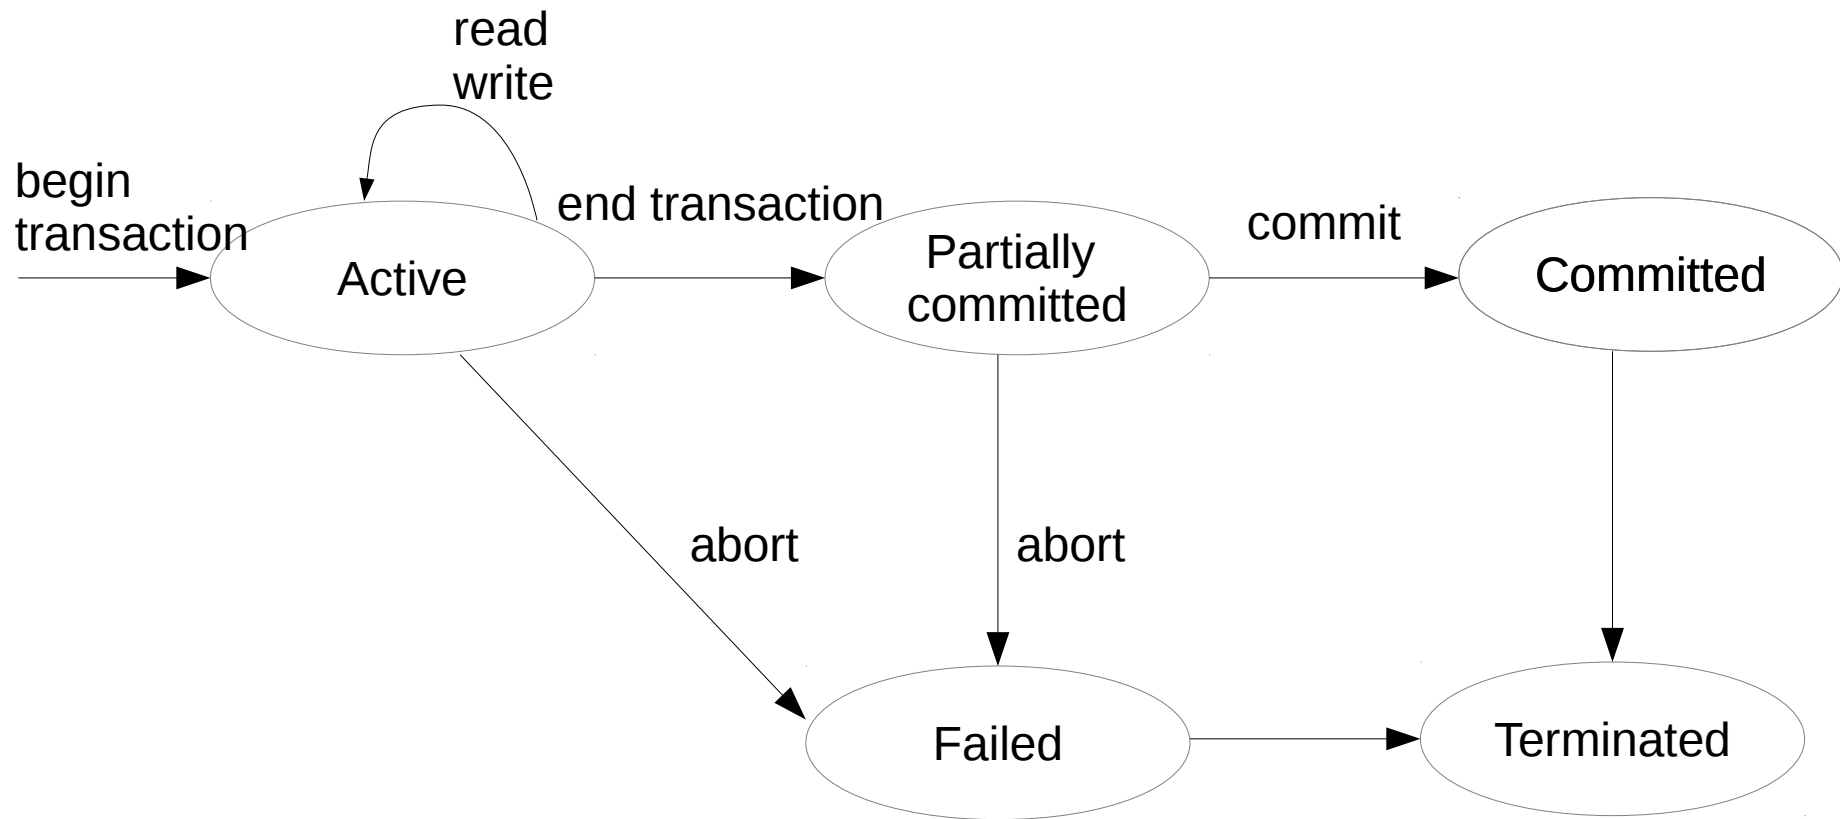 read
write
begin
transaction
end transaction
commit
Active
Partially
committed
Committed
abort
abort
Failed
Terminated